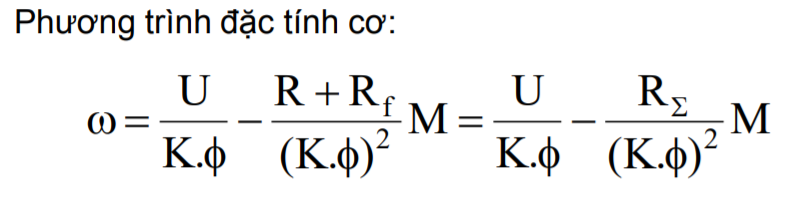 Phương trình đặc tính cơ:
ω = U / K.ϕ − (R + R_f) / (K.ϕ)² M = U / K.ϕ − R_Σ / (K.ϕ)² M